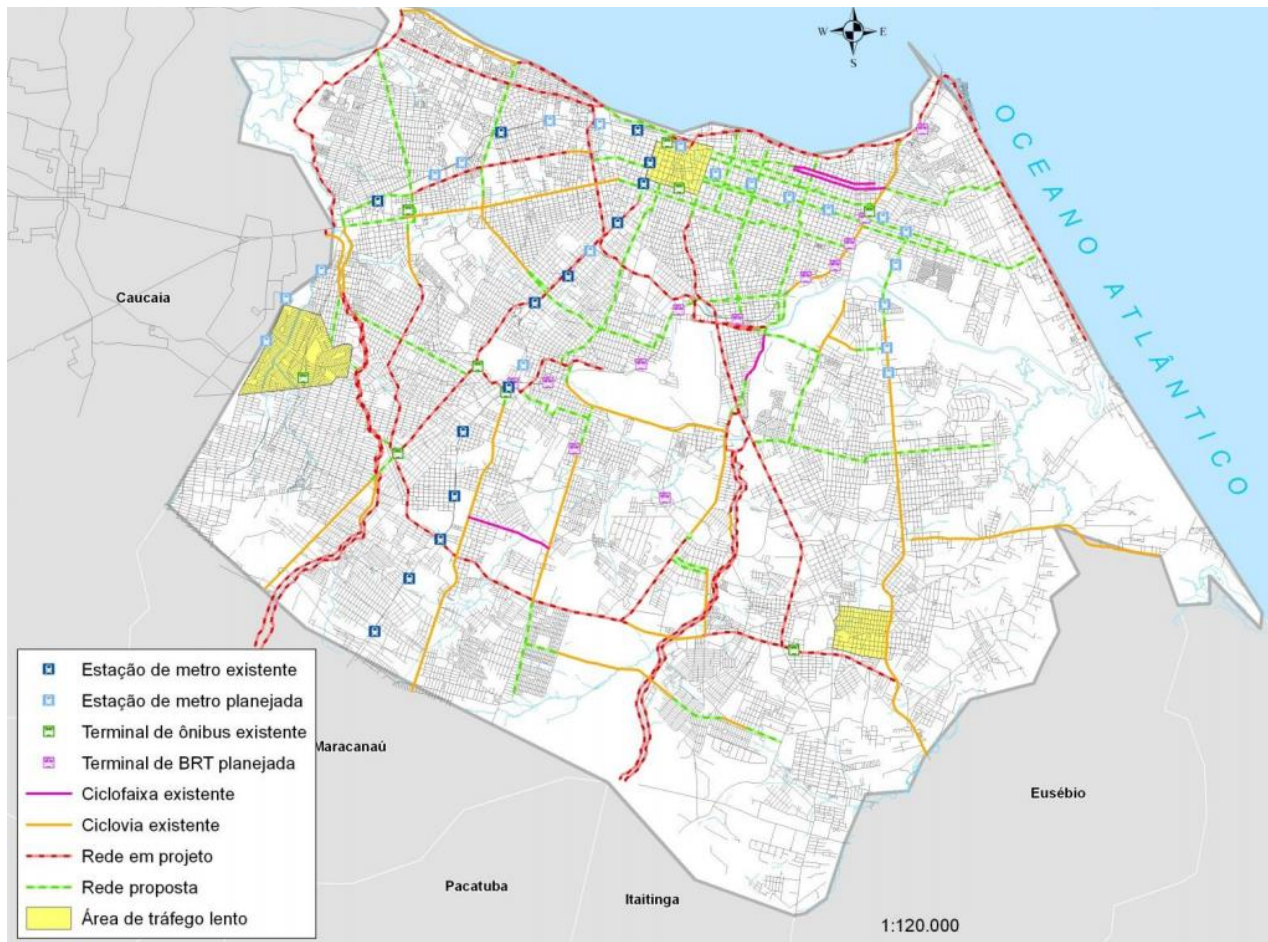 W E
S
OCEANO ATLÂNTICO
Caucaia
Estação de metro existente
Estação de metro planejada
Terminal de ônibus existente
Terminal de BRT planejada
Ciclofaixa existente
Ciclovia existente
Rede em projeto
Rede proposta
Área de tráfego lento
Maracanaú
Eusébio
Pacatuba
Itaitinga
1:120.000